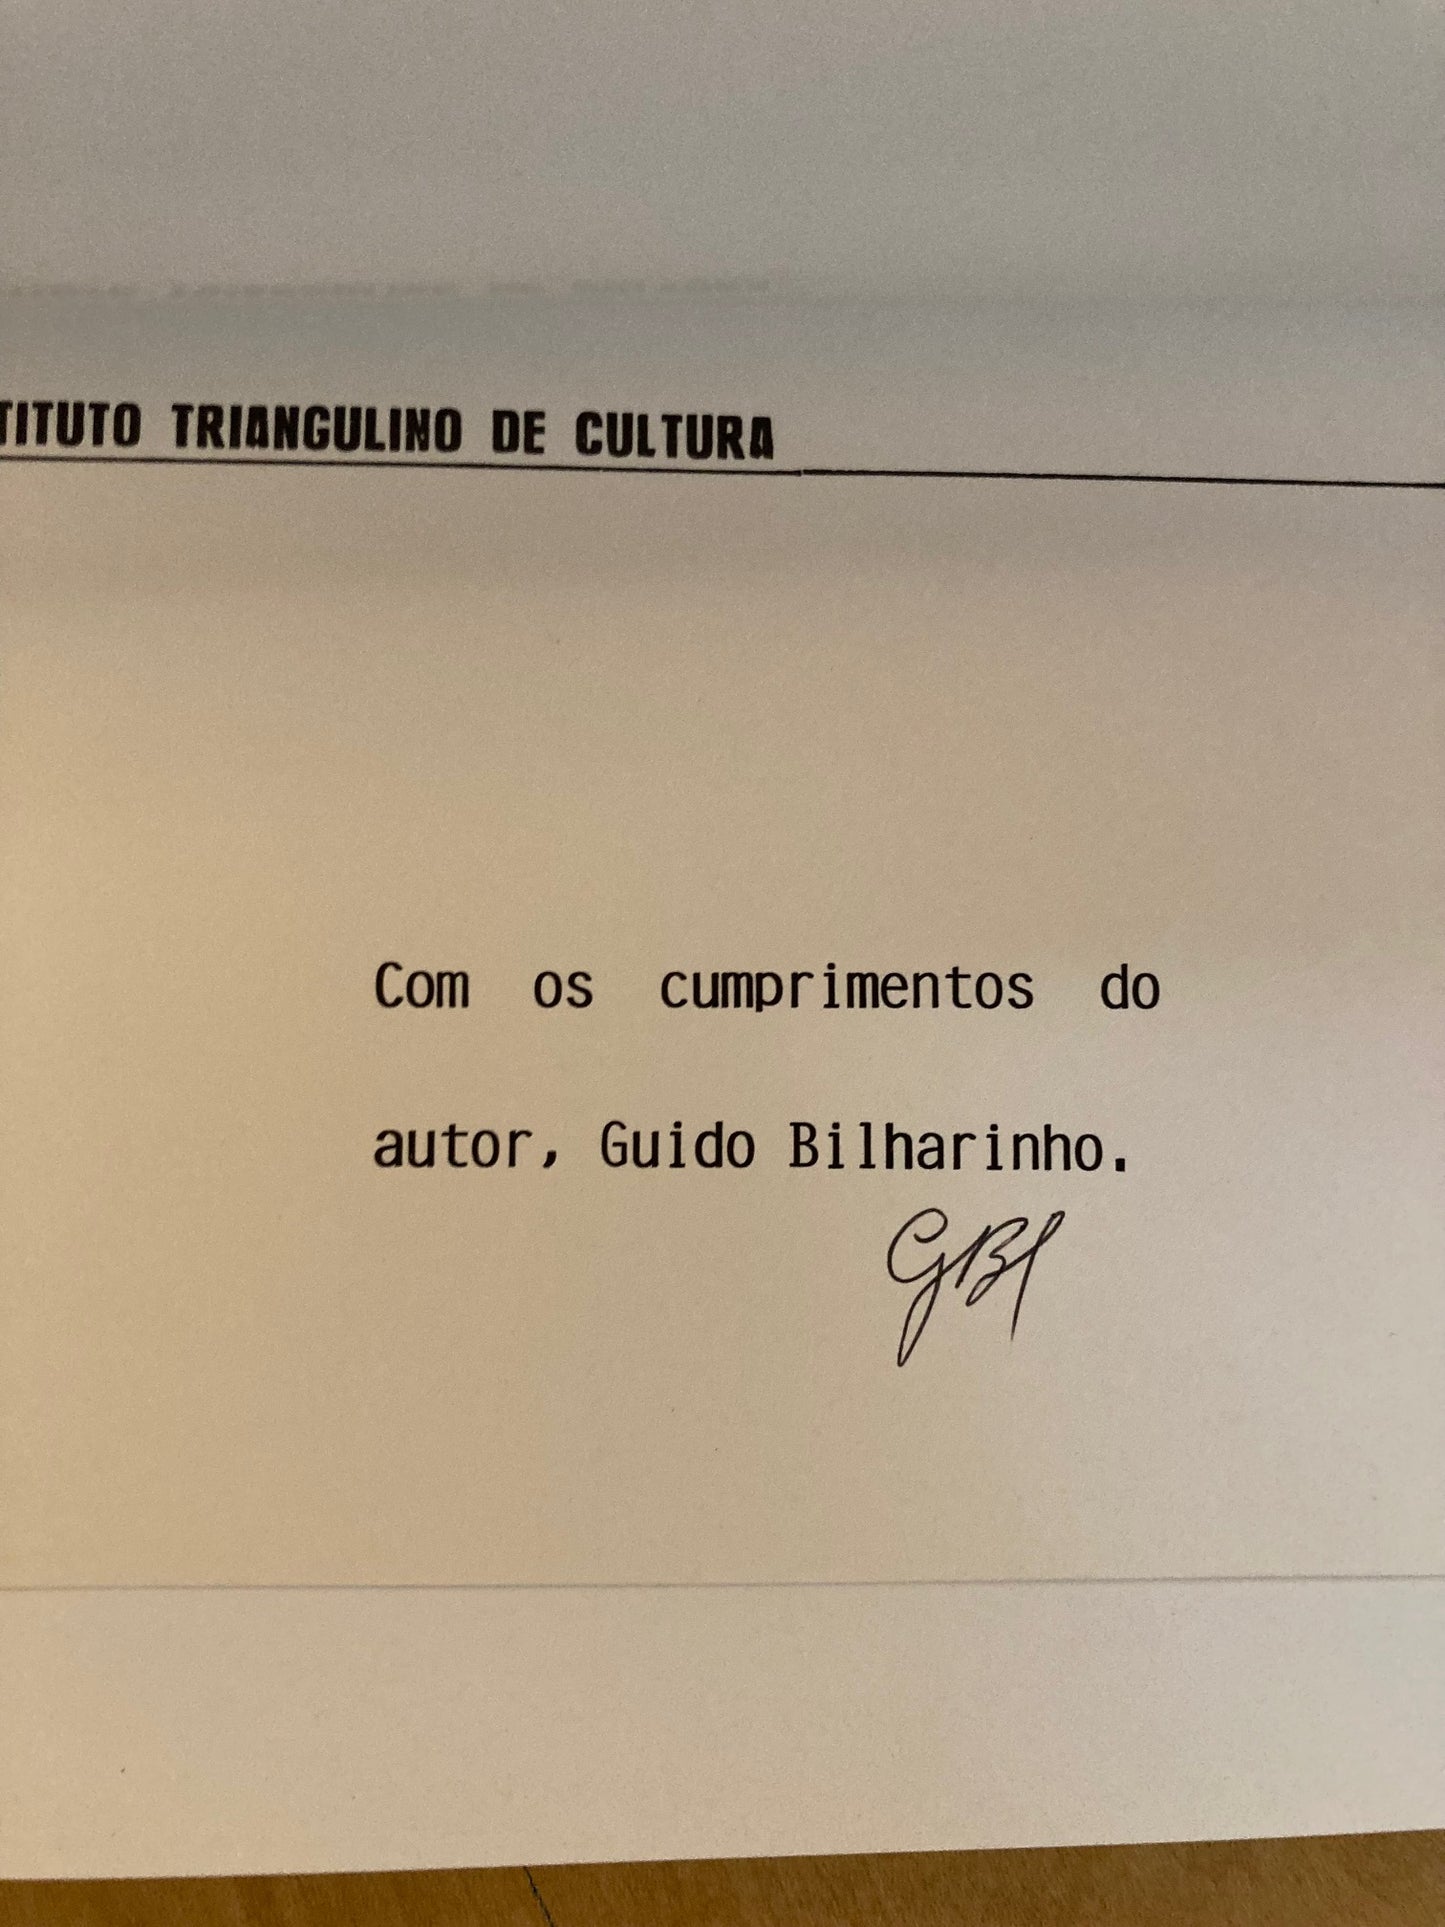 TITUTO TRIANGULINO DE CULTURA
Com os cumprimentos do
autor, Guido Bilharinho.